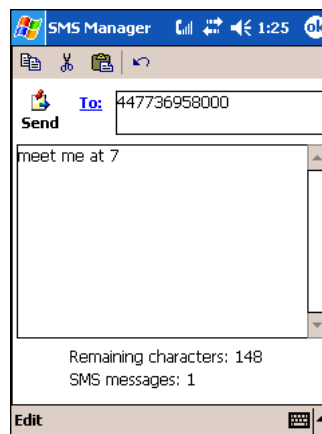 SMS Manager 1:25 ok
To: 447736958000
Send
meet me at 7
Remaining characters: 148
SMS messages: 1
Edit